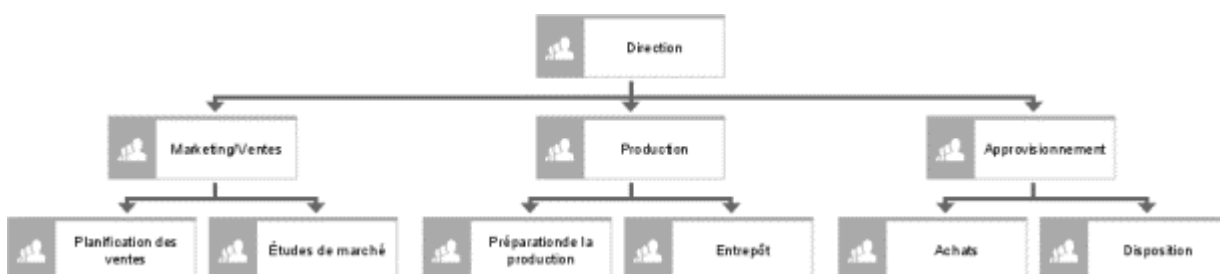 Direction
Marketing/Ventes
Production
Approvisionnement
Planification des
ventes
Études de marché
Préparationde la
production
Entrepôt
Achats
Disposition